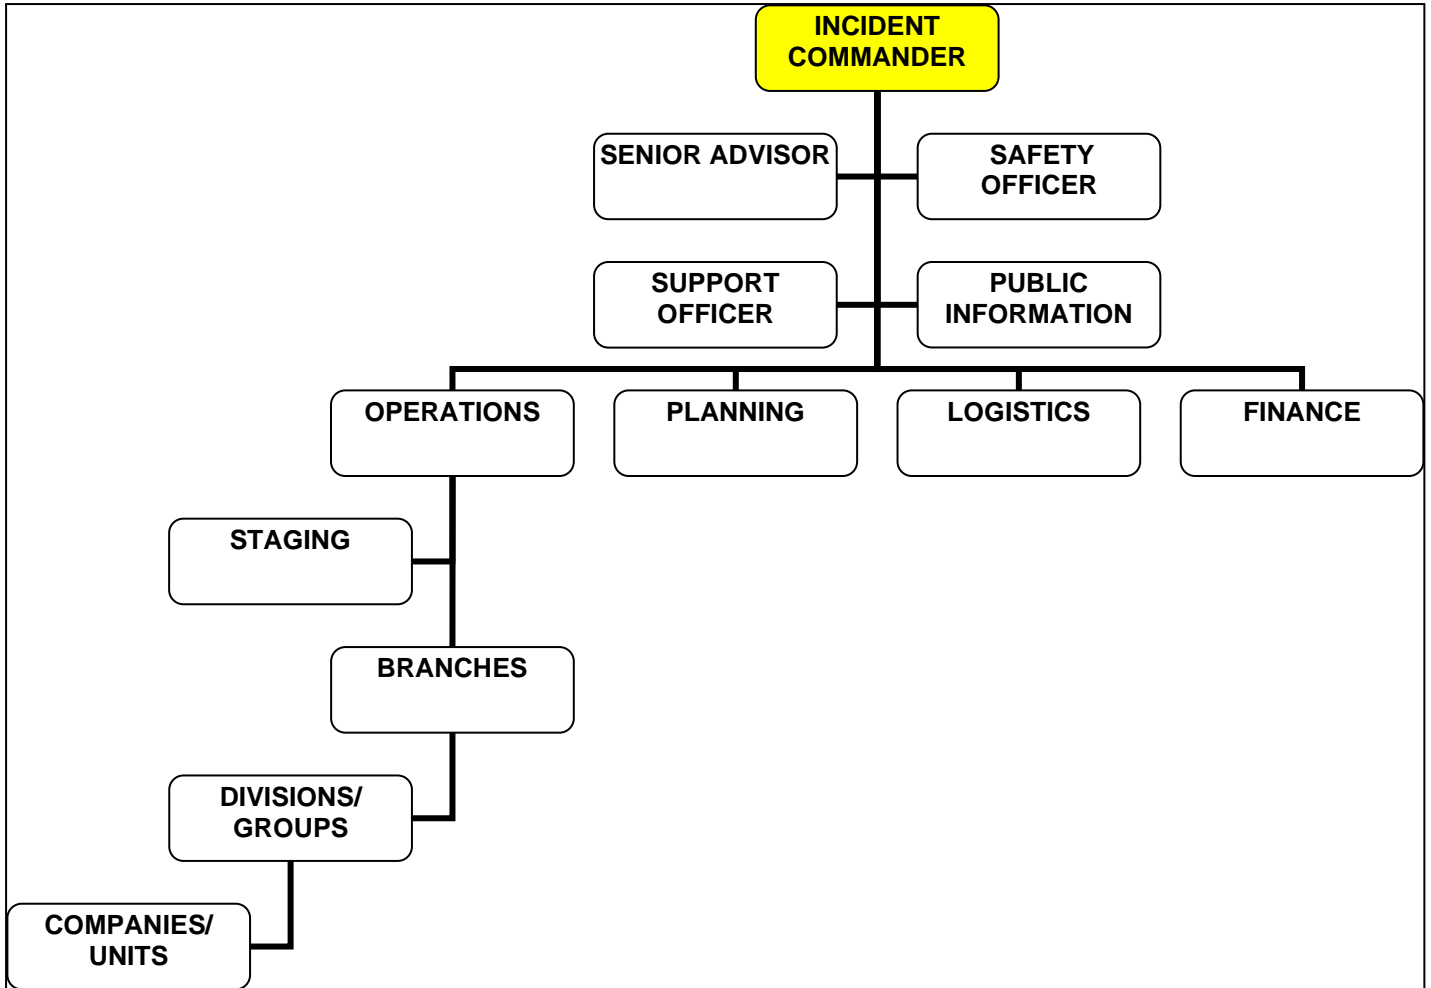 INCIDENT
COMMANDER
SENIOR ADVISOR
SAFETY
OFFICER
SUPPORT
OFFICER
PUBLIC
INFORMATION
OPERATIONS
PLANNING
LOGISTICS
FINANCE
STAGING
BRANCHES
DIVISIONS/
GROUPS
COMPANIES/
UNITS